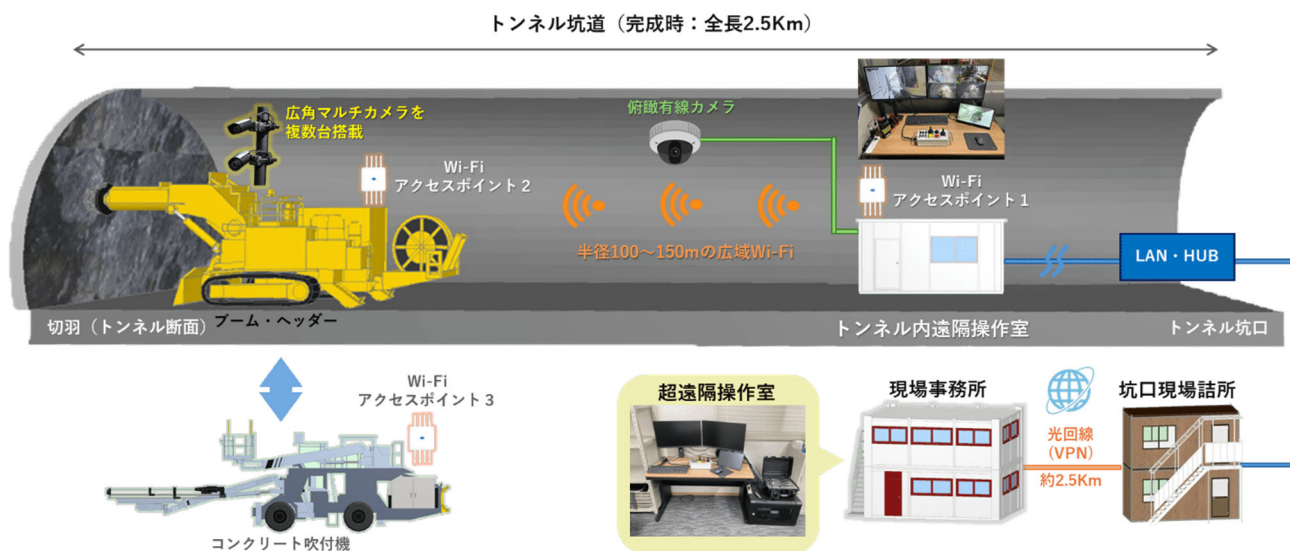 トンネル坑道（完成時：全長2.5Km）
広角マルチカメラを
複数台搭載
俯瞰有線カメラ
Wi-Fi
アクセスポイント２
Wi-Fi
アクセスポイント１
半径100～150mの広域Wi-Fi
LAN・HUB
切羽（トンネル断面）
ブーム・ヘッダー
トンネル内遠隔操作室
トンネル坑口
Wi-Fi
アクセスポイント３
コンクリート吹付機
超遠隔操作室
現場事務所
光回線
（VPN）
約2.5Km
坑口現場詰所